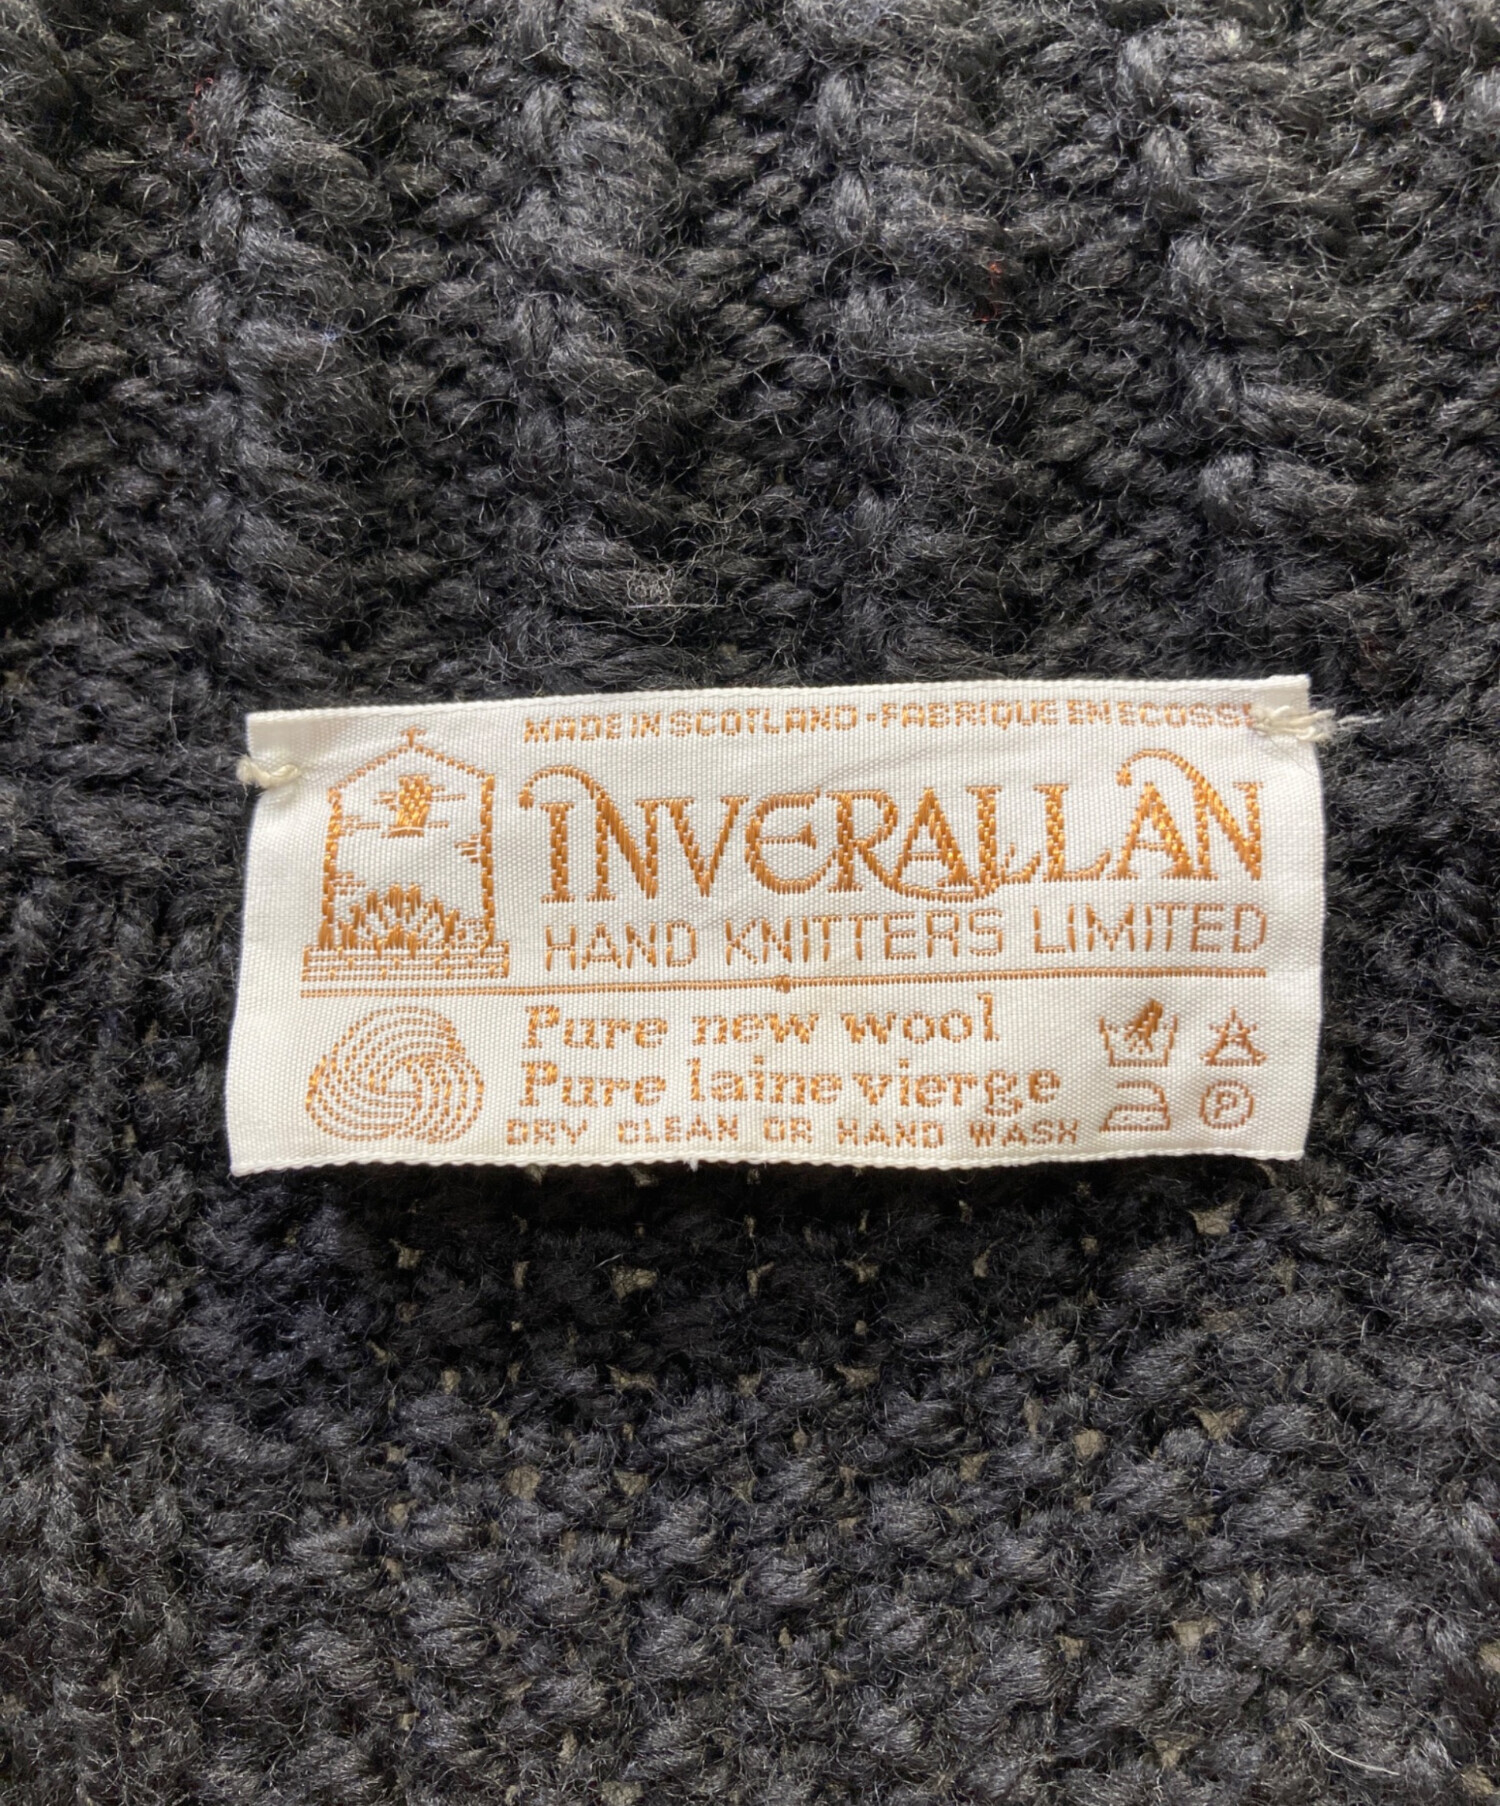 MADE IN SCOTLAND-FABRIQUE EN ECOSSE
INVERALLAN
HAND KNITTERS LIMITED
Pure new wool
Pure laine vierge
DRY CLEAN OR HAND WASH
P